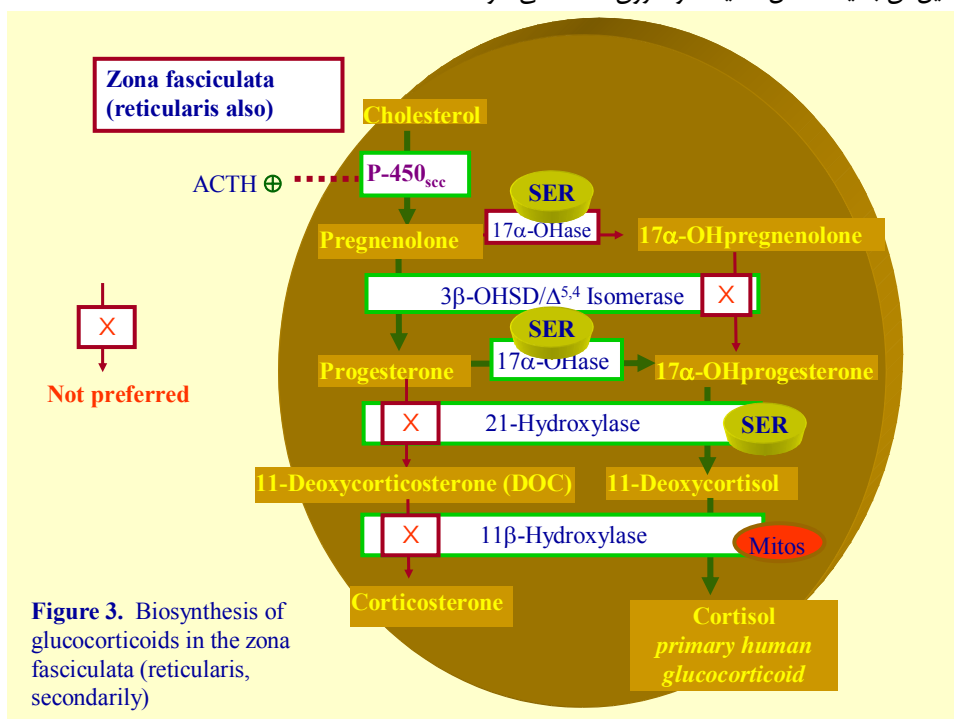 Zona fasciculata
(reticularis also)
Cholesterol
ACTH ⊕
P-450scc
SER
Pregnenolone
17α-OHase
17α-OHpregnenolone
3β-OHSD/Δ5,4 Isomerase
X
X
SER
Not preferred
Progesterone
17α-OHase
17α-OHprogesterone
X
21-Hydroxylase
SER
11-Deoxycorticosterone (DOC)
11-Deoxycortisol
X
11β-Hydroxylase
Mitos
Corticosterone
Cortisol
primary human
glucocorticoid
Figure 3. Biosynthesis of
glucocorticoids in the zona
fasciculata (reticularis,
secondarily)